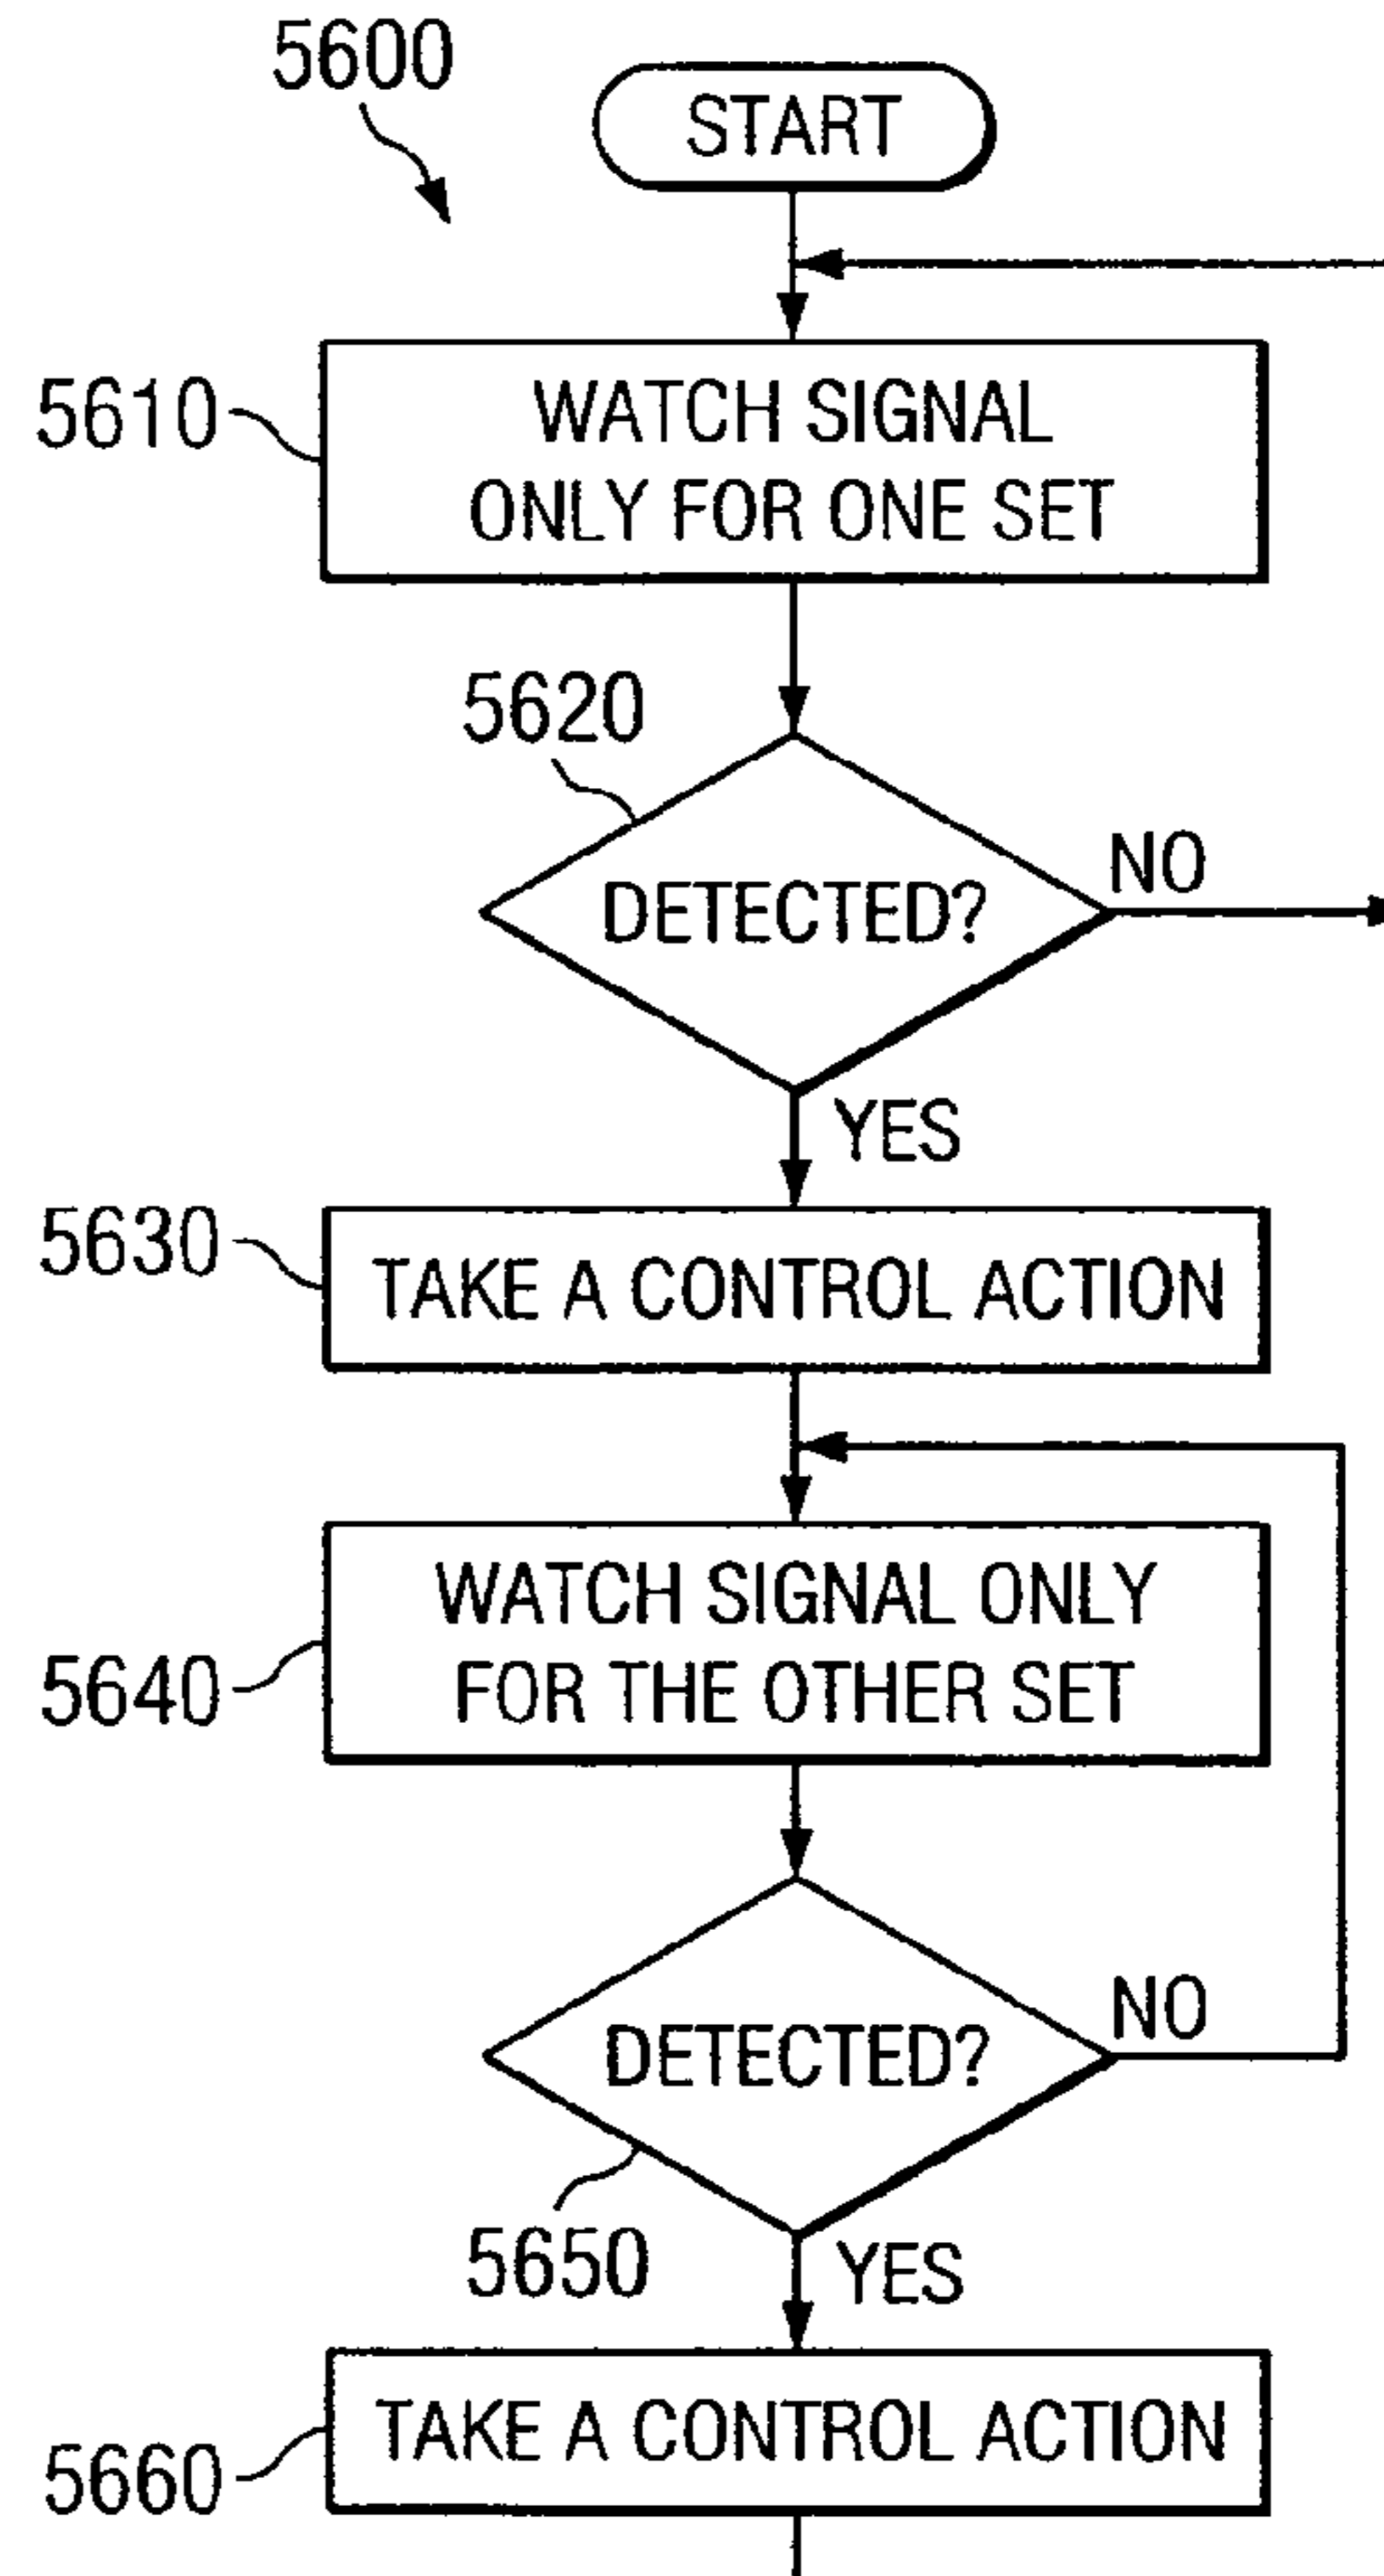 5600
START
5610
WATCH SIGNAL
ONLY FOR ONE SET
5620
DETECTED?
NO
YES
5630
TAKE A CONTROL ACTION
5640
WATCH SIGNAL ONLY
FOR THE OTHER SET
DETECTED?
NO
5650
YES
5660
TAKE A CONTROL ACTION